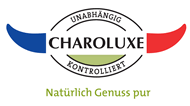 UNABHÄNGIG
CHAROLUXE
KONTROLLIERT
Natürlich Genuss pur